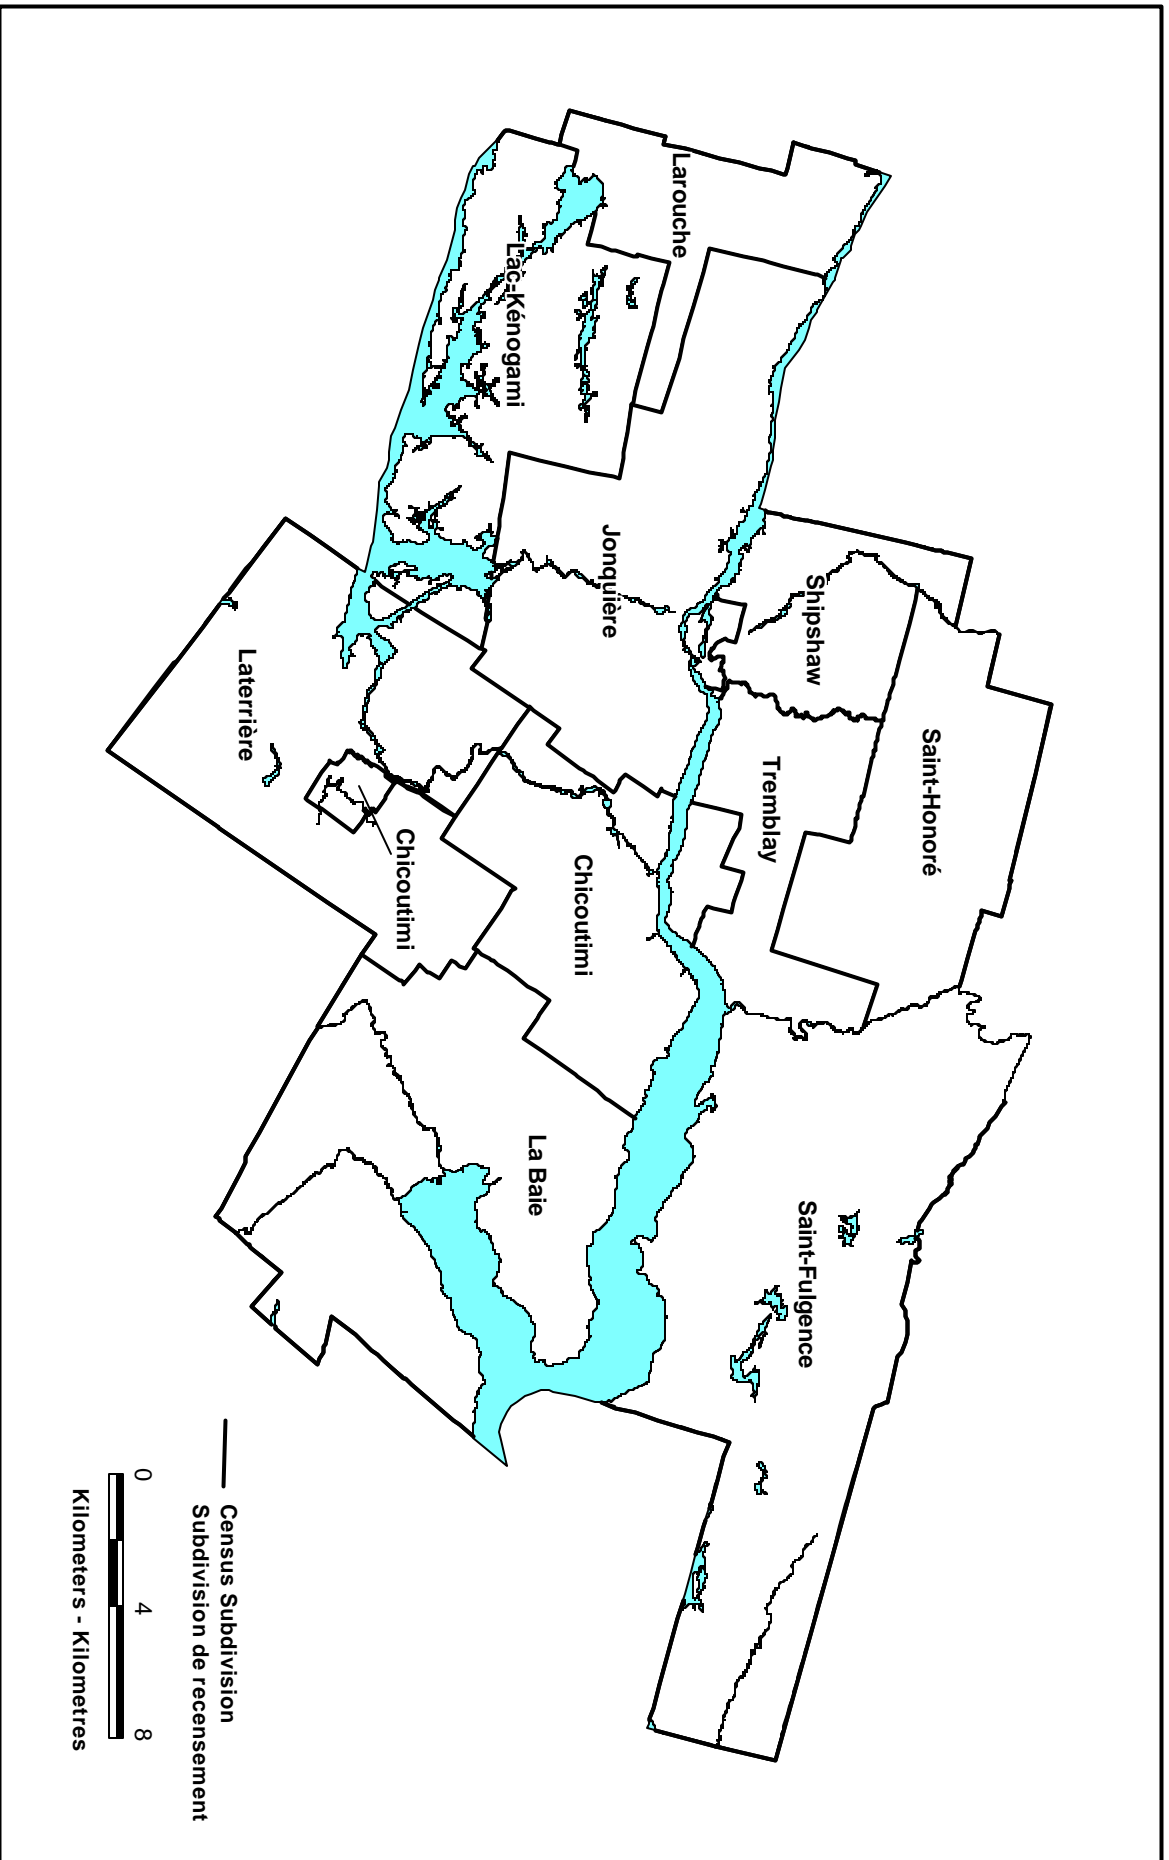 Saint-Honoré
Shipshaw
Tremblay
Saint-Fulgence
Larouche
Jonquière
Chicoutimi
La Baie
Lac-Kénogami
Chicoutimi
Laterrière
Census Subdivision
Subdivision de recensement
0 4 8
Kilometers - Kilometres